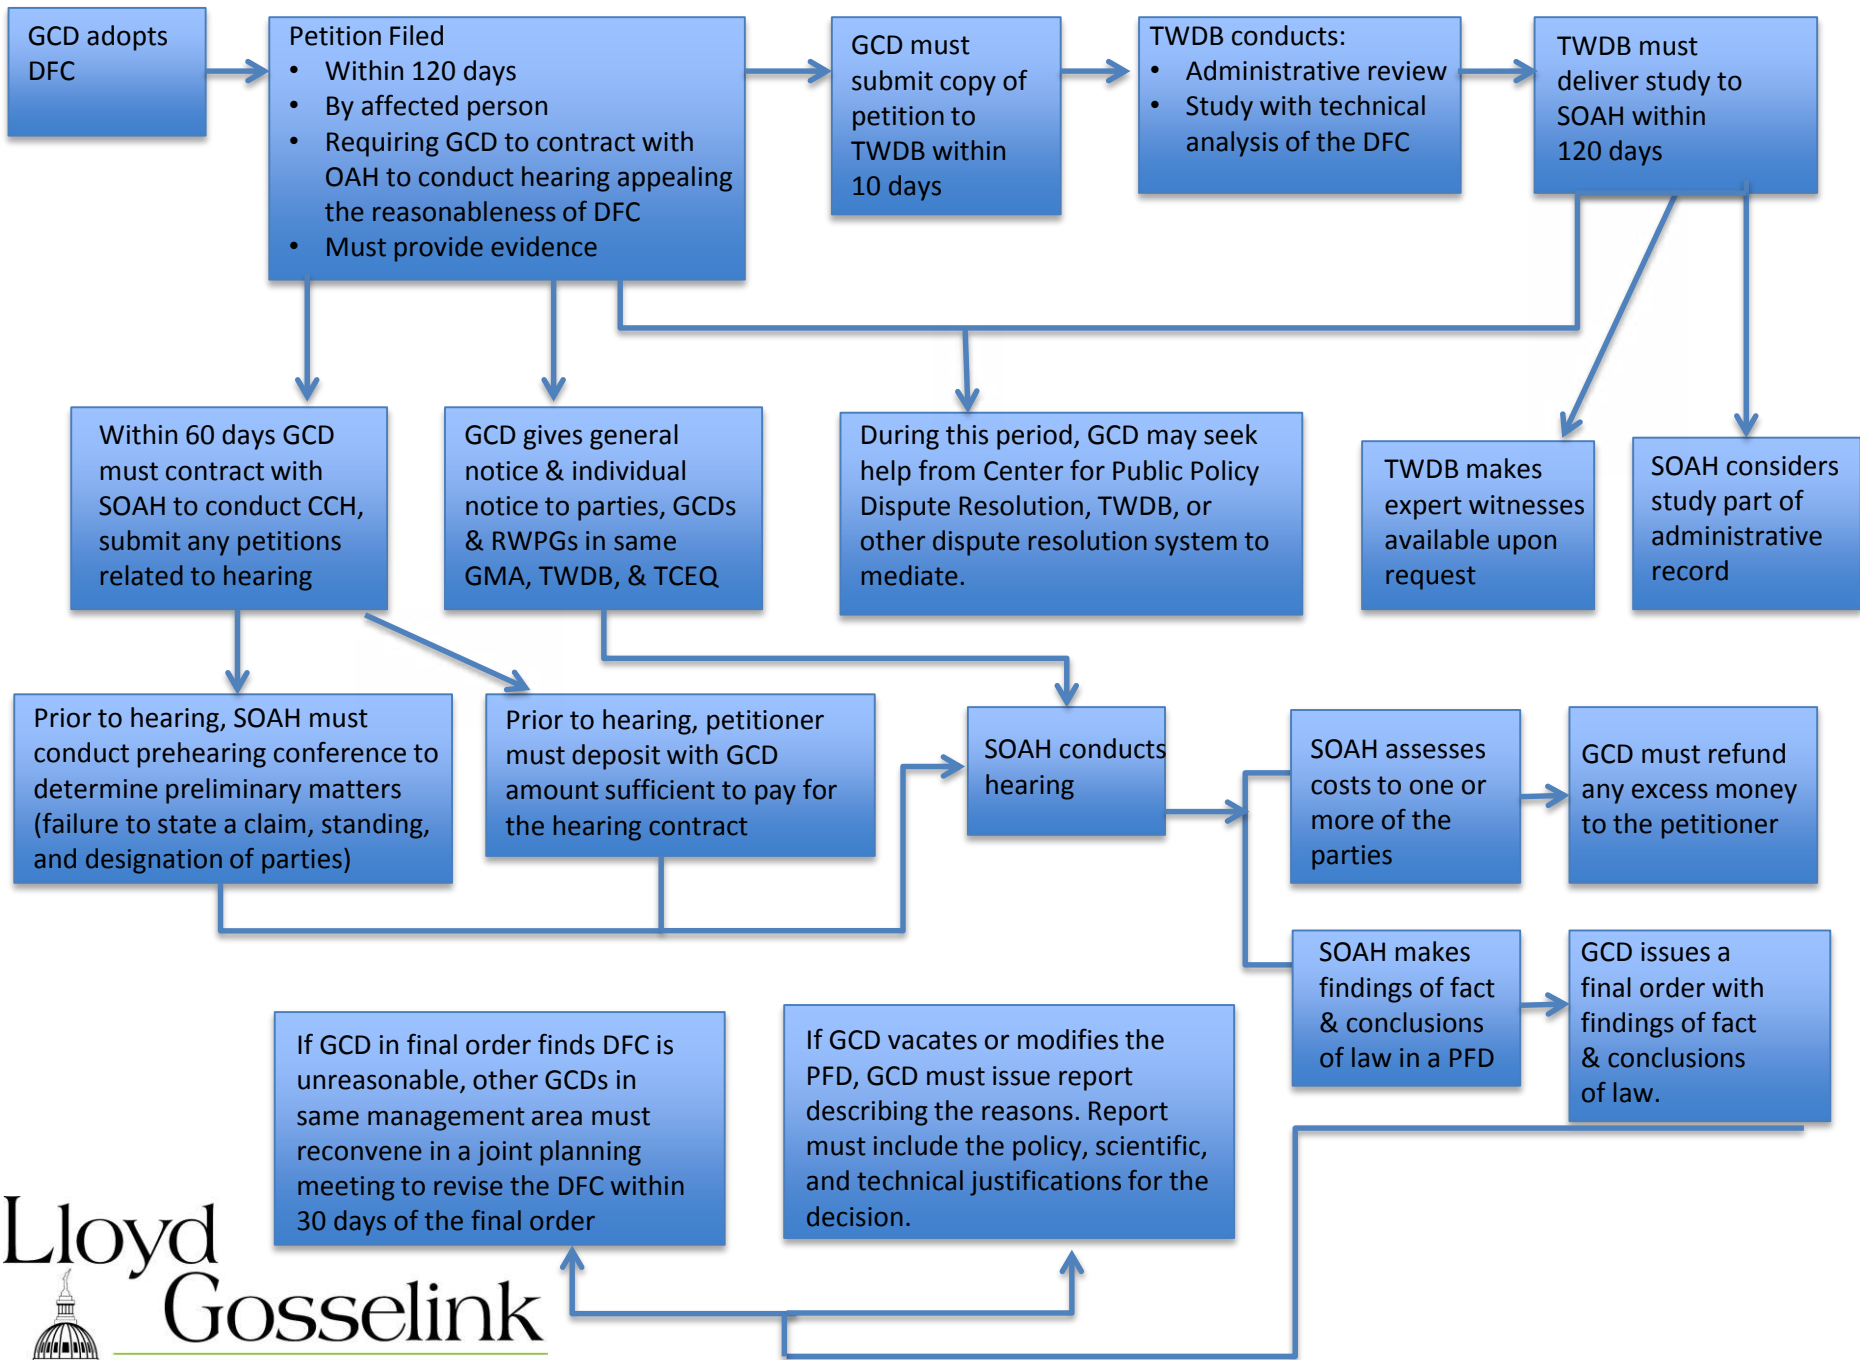 GCD adopts
DFC
Petition Filed
• Within 120 days
• By affected person
• Requiring GCD to contract with
OAH to conduct hearing appealing
the reasonableness of DFC
• Must provide evidence
GCD must
submit copy of
petition to
TWDB within
10 days
TWDB conducts:
• Administrative review
• Study with technical
analysis of the DFC
TWDB must
deliver study to
SOAH within
120 days
Within 60 days GCD
must contract with
SOAH to conduct CCH,
submit any petitions
related to hearing
GCD gives general
notice & individual
notice to parties, GCDs
& RWPGs in same
GMA, TWDB, & TCEQ
During this period, GCD may seek
help from Center for Public Policy
Dispute Resolution, TWDB, or
other dispute resolution system to
mediate.
TWDB makes
expert witnesses
available upon
request
SOAH considers
study part of
administrative
record
Prior to hearing, SOAH must
conduct prehearing conference to
determine preliminary matters
(failure to state a claim, standing,
and designation of parties)
Prior to hearing, petitioner
must deposit with GCD
amount sufficient to pay for
the hearing contract
SOAH conducts
hearing
SOAH assesses
costs to one or
more of the
parties
GCD must refund
any excess money
to the petitioner
SOAH makes
findings of fact
& conclusions
of law in a PFD
GCD issues a
final order with
findings of fact
& conclusions
of law.
If GCD in final order finds DFC is
unreasonable, other GCDs in
same management area must
reconvene in a joint planning
meeting to revise the DFC within
30 days of the final order
If GCD vacates or modifies the
PFD, GCD must issue report
describing the reasons. Report
must include the policy, scientific,
and technical justifications for the
decision.
Lloyd
Gosselink